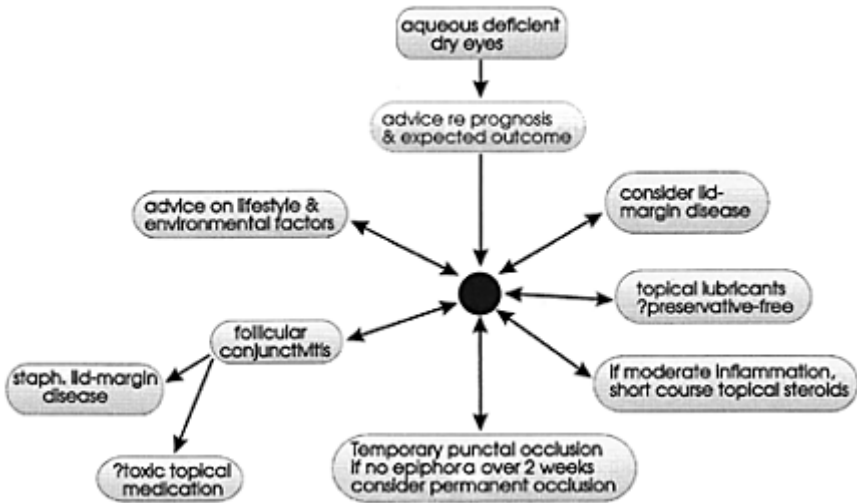 aqueous deficient
dry eyes
advice re prognosis
& expected outcome
advice on lifestyle &
environmental factors
consider lid-
margin disease
topical lubricants
?preservative-free
follicular
conjunctivitis
If moderate inflammation,
short course topical steroids
staph. lid-margin
disease
Temporary punctal occlusion
If no epiphora over 2 weeks
consider permanent occlusion
?toxic topical
medication